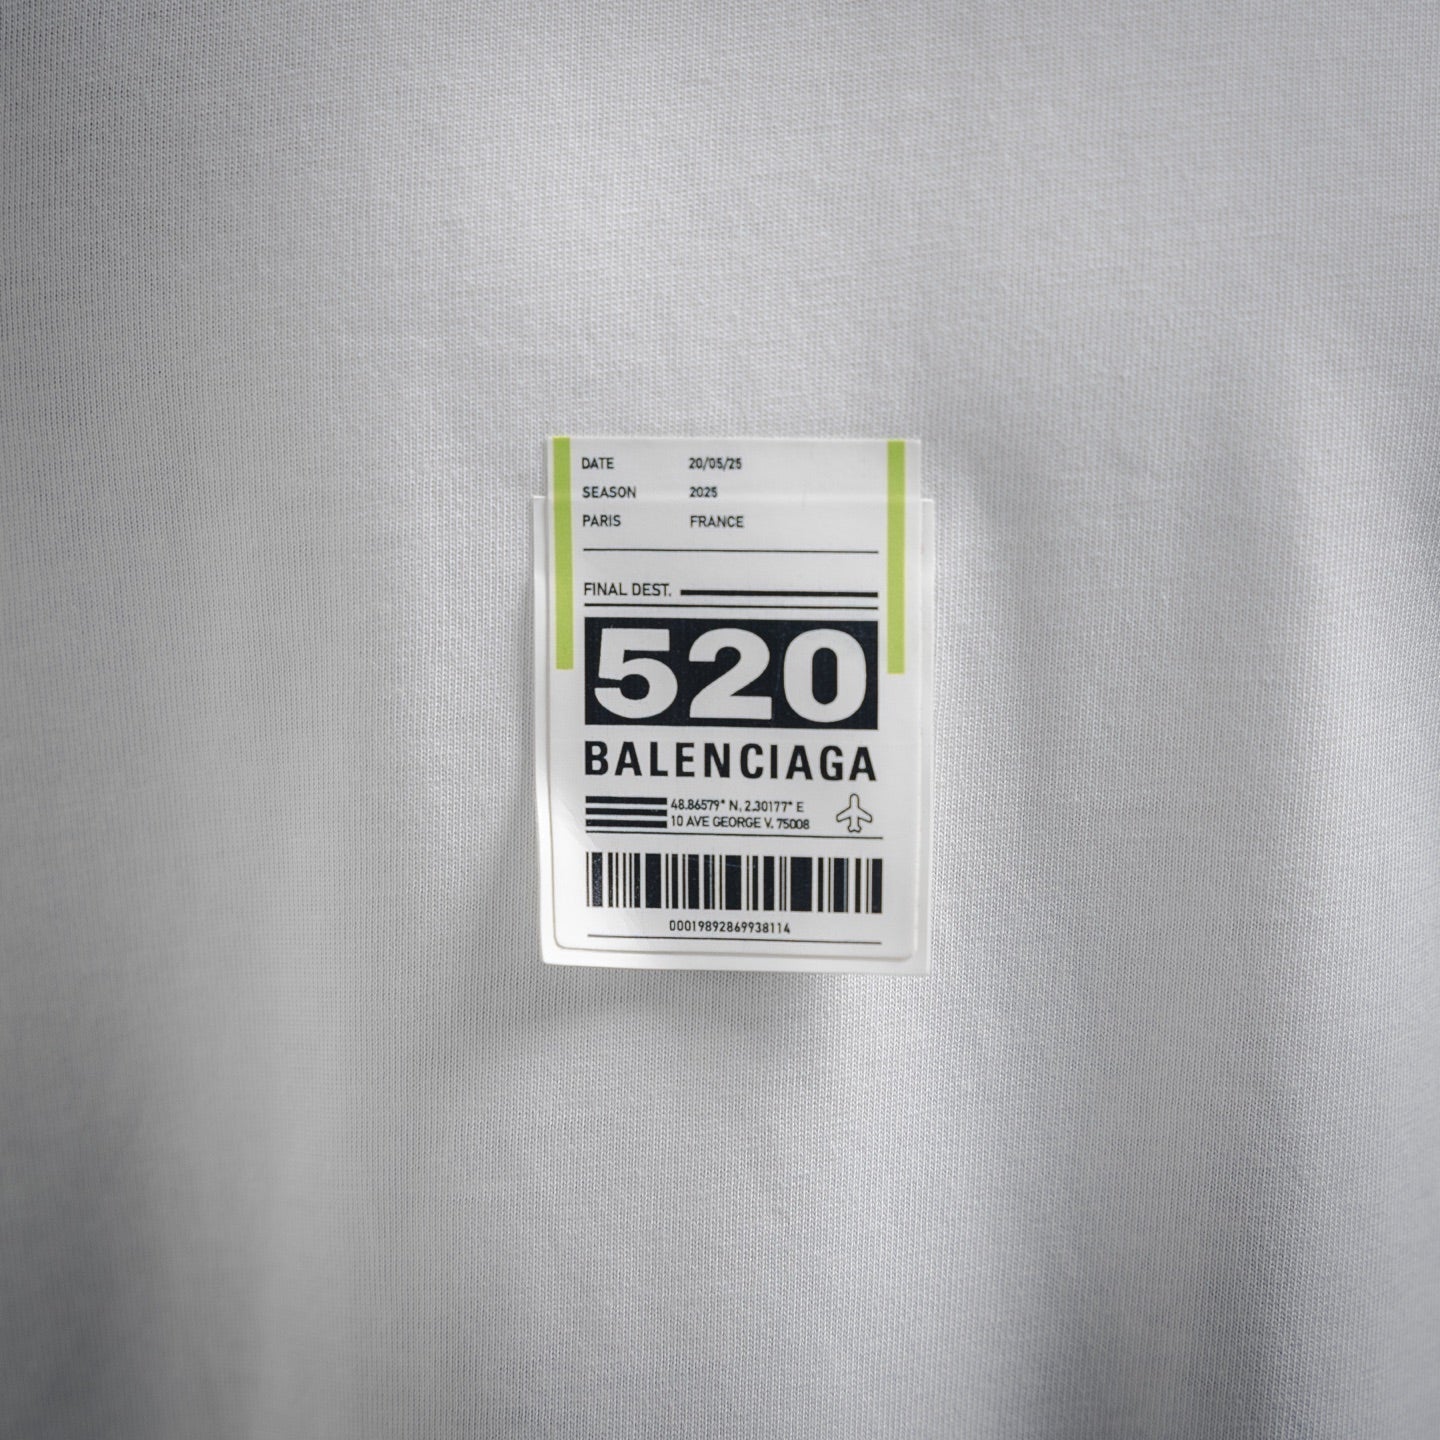 DATE 20/05/25
SEASON 2025
PARIS FRANCE
FINAL DEST.
520
BALENCIAGA
48.86579° N, 2.30177° E
10 AVE GEORGE V, 75008
00019892869938114